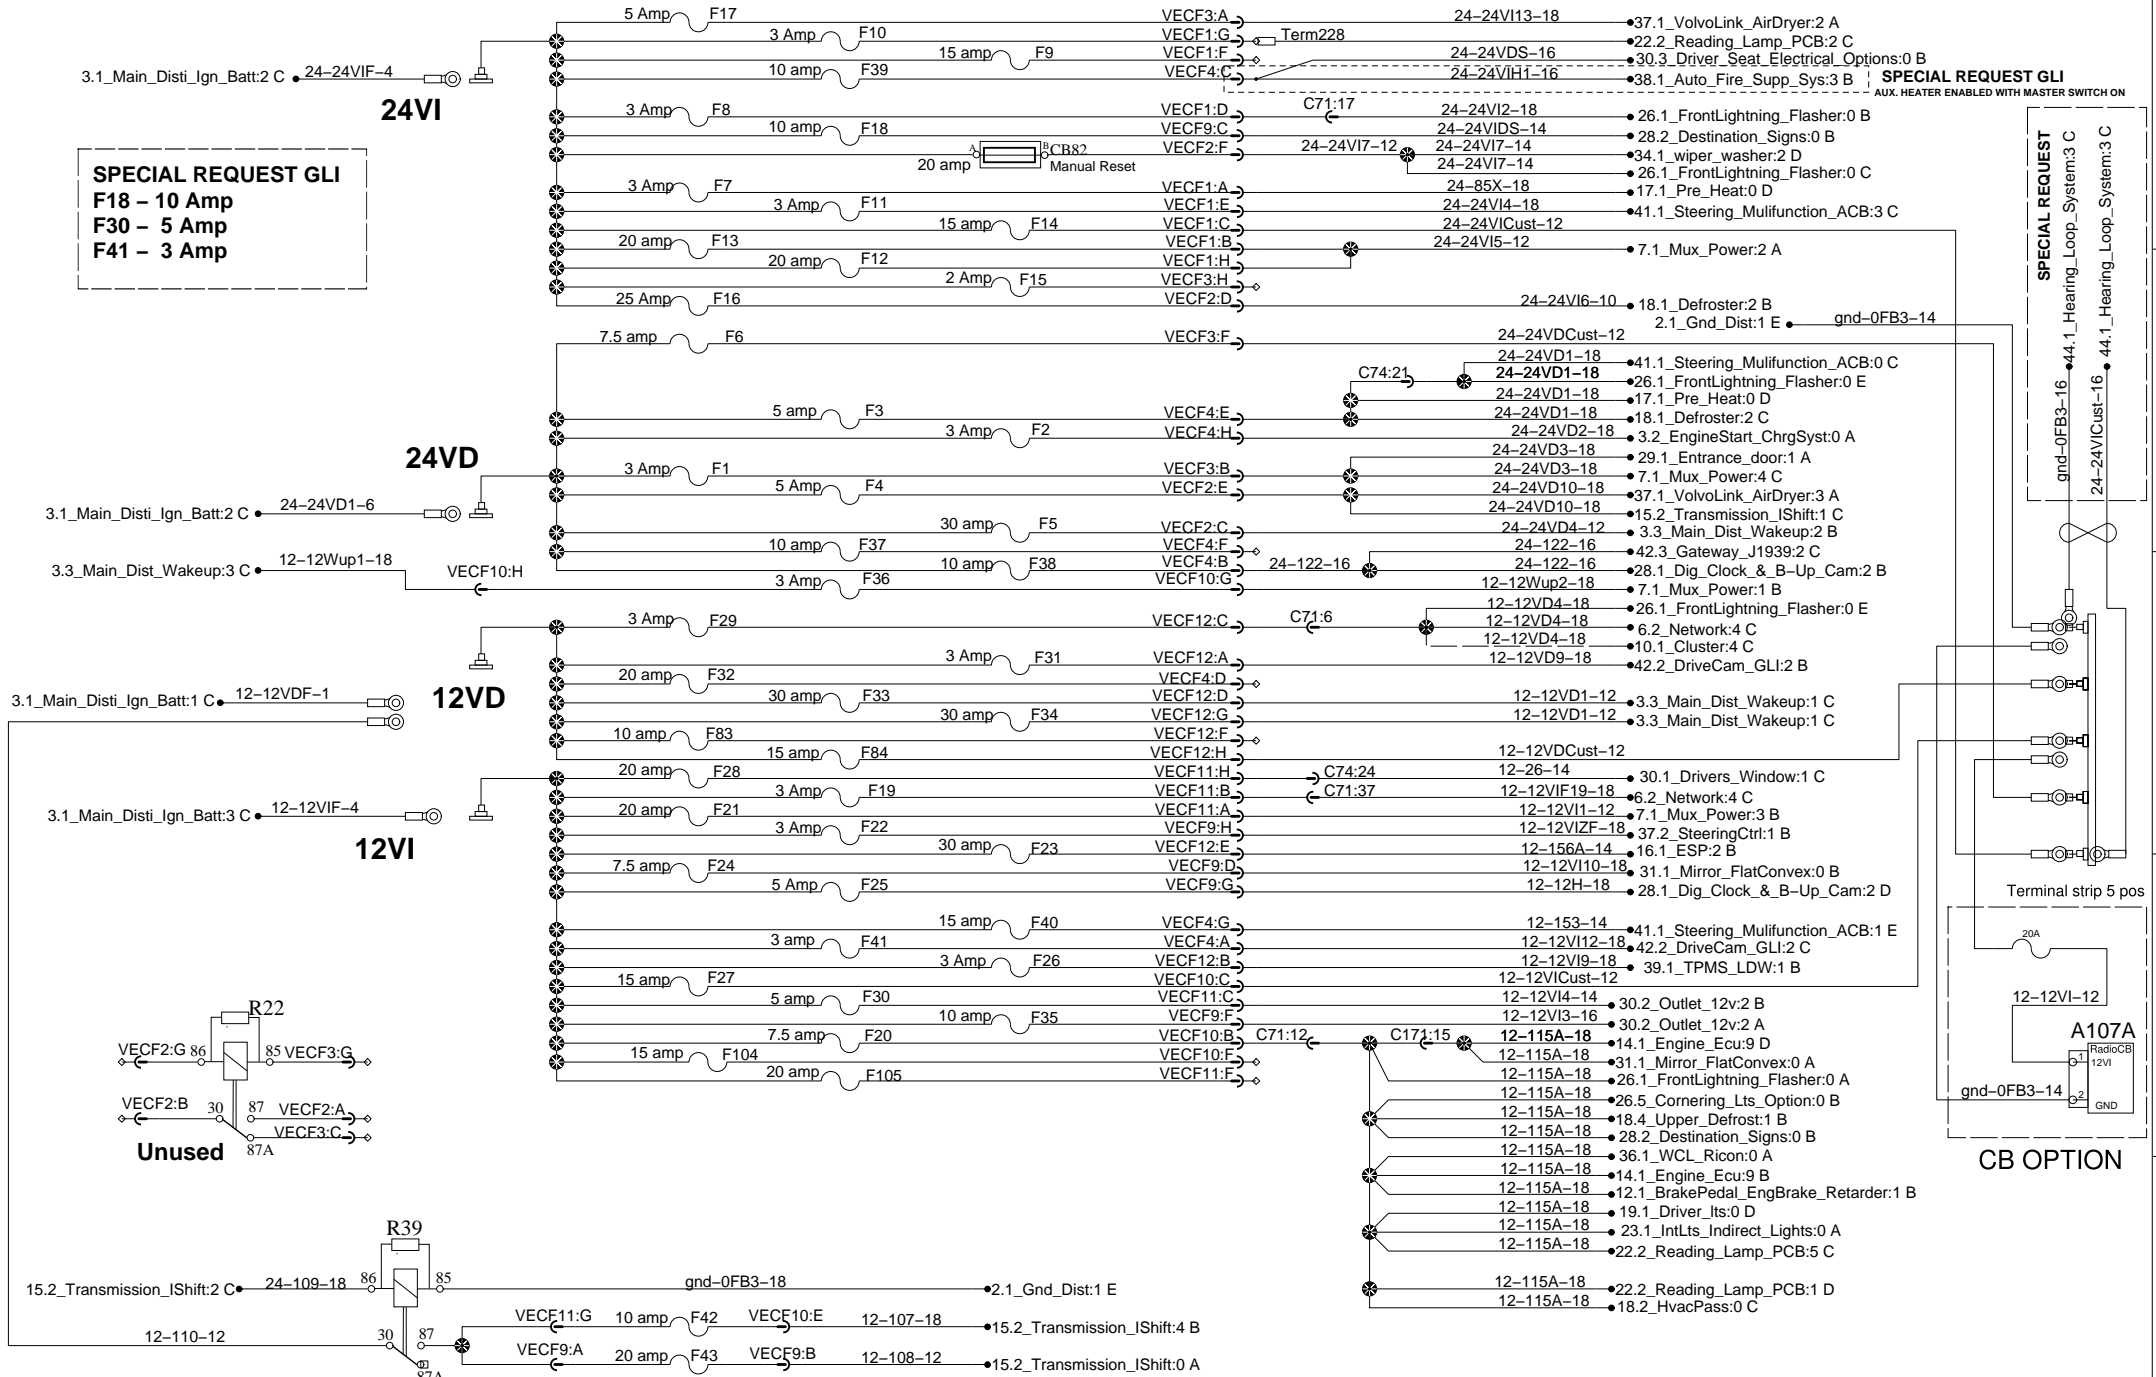 5 Amp F17 VECF3:A 24–24VI13–18 37.1_VolvoLink_AirDryer:2 A
3 Amp F10 VECF1:G Term228 22.2_Reading_Lamp_PCB:2 C
15 amp F9 VECF1:F 24–24VDS–16 30.3_Driver_Seat_Electrical_Options:0 B
3.1_Main_Disti_Ign_Batt:2 C 24–24VIF–4 10 amp F39 VECF4:C 24–24VIH1–16 38.1_Auto_Fire_Supp_Sys:3 B
SPECIAL REQUEST GLI
AUX. HEATER ENABLED WITH MASTER SWITCH ON
24VI
3 Amp F8 VECF1:D C71:17 24–24VI2–18 26.1_FrontLightning_Flasher:0 B
10 amp F18 VECF9:C 24–24VIDS–14 28.2_Destination_Signs:0 B
20 amp A B CB82 Manual Reset VECF2:F 24–24VI7–12 24–24VI7–14 34.1_wiper_washer:2 D
24–24VI7–14 26.1_FrontLightning_Flasher:0 C
SPECIAL REQUEST GLI
F18 – 10 Amp
F30 – 5 Amp
F41 – 3 Amp
3 Amp F7 VECF1:A 24–85X–18 17.1_Pre_Heat:0 D
3 Amp F11 VECF1:E 24–24VI4–18 41.1_Steering_Mulifunction_ACB:3 C
15 amp F14 VECF1:C 24–24VICust–12
20 amp F13 VECF1:B 24–24VI5–12 7.1_Mux_Power:2 A
20 amp F12 VECF1:H
2 Amp F15 VECF3:H
25 Amp F16 VECF2:D 24–24VI6–10 18.1_Defroster:2 B
2.1_Gnd_Dist:1 E gnd–0FB3–14
SPECIAL REQUEST
44.1_Hearing_Loop_System:3 C
44.1_Hearing_Loop_System:3 C
gnd–0FB3–16
24–24VICust–16
7.5 amp F6 VECF3:F 24–24VDCust–12
24–24VD1–18 41.1_Steering_Mulifunction_ACB:0 C
C74:21 24–24VD1–18 26.1_FrontLightning_Flasher:0 E
24–24VD1–18 17.1_Pre_Heat:0 D
5 amp F3 VECF4:E 24–24VD1–18 18.1_Defroster:2 C
3 Amp F2 VECF4:H 24–24VD2–18 3.2_EngineStart_ChrgSyst:0 A
24VD
24–24VD3–18 29.1_Entrance_door:1 A
3 Amp F1 VECF3:B 24–24VD3–18 7.1_Mux_Power:4 C
5 Amp F4 VECF2:E 24–24VD10–18 37.1_VolvoLink_AirDryer:3 A
3.1_Main_Disti_Ign_Batt:2 C 24–24VD1–6 24–24VD10–18 15.2_Transmission_IShift:1 C
30 amp F5 VECF2:C 24–24VD4–12 3.3_Main_Dist_Wakeup:2 B
10 amp F37 VECF4:F 24–122–16 42.3_Gateway_J1939:2 C
3.3_Main_Dist_Wakeup:3 C 12–12Wup1–18 VECF10:H 10 amp F38 VECF4:B 24–122–16 24–122–16 28.1_Dig_Clock_&_B–Up_Cam:2 B
3 Amp F36 VECF10:G 12–12Wup2–18 7.1_Mux_Power:1 B
12–12VD4–18 26.1_FrontLightning_Flasher:0 E
3 Amp F29 VECF12:C C71:6 12–12VD4–18 6.2_Network:4 C
12–12VD4–18 10.1_Cluster:4 C
3 Amp F31 VECF12:A 12–12VD9–18 42.2_DriveCam_GLI:2 B
20 amp F32 VECF4:D
12VD
3.1_Main_Disti_Ign_Batt:1 C 12–12VDF–1 30 amp F33 VECF12:D 12–12VD1–12 3.3_Main_Dist_Wakeup:1 C
30 amp F34 VECF12:G 12–12VD1–12 3.3_Main_Dist_Wakeup:1 C
10 amp F83 VECF12:F
15 amp F84 VECF12:H 12–12VDCust–12
20 amp F28 VECF11:H C74:24 12–26–14 30.1_Drivers_Window:1 C
3 Amp F19 VECF11:B C71:37 12–12VIF19–18 6.2_Network:4 C
3.1_Main_Disti_Ign_Batt:3 C 12–12VIF–4 20 amp F21 VECF11:A 12–12VI1–12 7.1_Mux_Power:3 B
3 Amp F22 VECF9:H 12–12VIZF–18 37.2_SteeringCtrl:1 B
12VI
30 amp F23 VECF12:E 12–156A–14 16.1_ESP:2 B
7.5 amp F24 VECF9:D 12–12VI10–18 31.1_Mirror_FlatConvex:0 B
5 Amp F25 VECF9:G 12–12H–18 28.1_Dig_Clock_&_B–Up_Cam:2 D
Terminal strip 5 pos
15 amp F40 VECF4:G 12–153–14 41.1_Steering_Mulifunction_ACB:1 E
3 amp F41 VECF4:A 12–12VI12–18 42.2_DriveCam_GLI:2 C
3 Amp F26 VECF12:B 12–12VI9–18 39.1_TPMS_LDW:1 B
15 amp F27 VECF10:C 12–12VICust–12
5 amp F30 VECF11:C 12–12VI4–14 30.2_Outlet_12v:2 B
10 amp F35 VECF9:F 12–12VI3–16 30.2_Outlet_12v:2 A
7.5 amp F20 VECF10:B C71:12 C171:15 12–115A–18 14.1_Engine_Ecu:9 D
15 amp F104 VECF10:F 12–115A–18 31.1_Mirror_FlatConvex:0 A
20 amp F105 VECF11:F 12–115A–18 26.1_FrontLightning_Flasher:0 A
12–115A–18 26.5_Cornering_Lts_Option:0 B
12–115A–18 18.4_Upper_Defrost:1 B
12–115A–18 28.2_Destination_Signs:0 B
12–115A–18 36.1_WCL_Ricon:0 A
12–115A–18 14.1_Engine_Ecu:9 B
12–115A–18 12.1_BrakePedal_EngBrake_Retarder:1 B
12–115A–18 19.1_Driver_lts:0 D
12–115A–18 23.1_IntLts_Indirect_Lights:0 A
12–115A–18 22.2_Reading_Lamp_PCB:5 C
12–115A–18 22.2_Reading_Lamp_PCB:1 D
12–115A–18 18.2_HvacPass:0 C
20A
12–12VI–12
A107A
RadioCB
1 12VI
gnd–0FB3–14 2 GND
CB OPTION
R22
VECF2:G 86 85 VECF3:G
VECF2:B 30 87 VECF2:A
VECF3:C
87A
Unused
R39
15.2_Transmission_IShift:2 C 24–109–18 86 85 gnd–0FB3–18 2.1_Gnd_Dist:1 E
VECF11:G 10 amp F42 VECF10:E 12–107–18 15.2_Transmission_IShift:4 B
12–110–12 30 87
VECF9:A 20 amp F43 VECF9:B 12–108–12 15.2_Transmission_IShift:0 A
87A